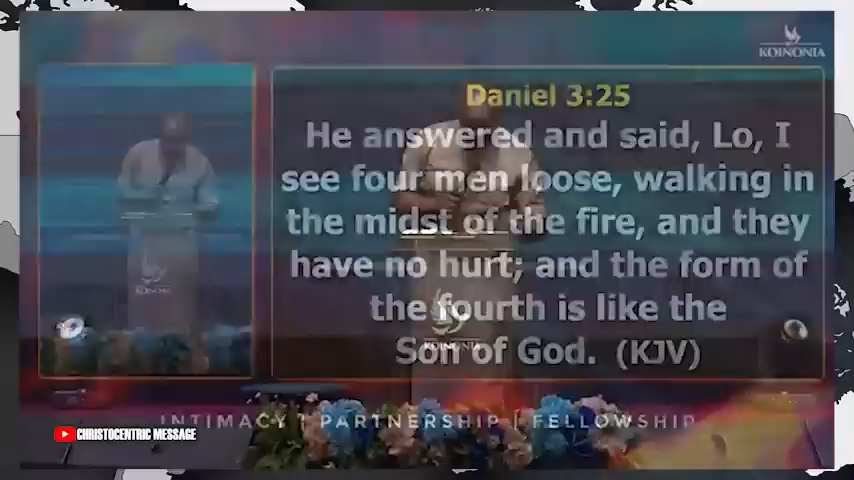 KOINONIA
Daniel 3:25
He answered and said, Lo, I
see four men loose, walking in
the midst of the fire, and they
have no hurt; and the form of
the fourth is like the
Son of God. (KJV)
KOINONIA
KOINONIA
INTIMACY | PARTNERSHIP | FELLOWSHIP
CHRISTOCENTRIC MESSAGE